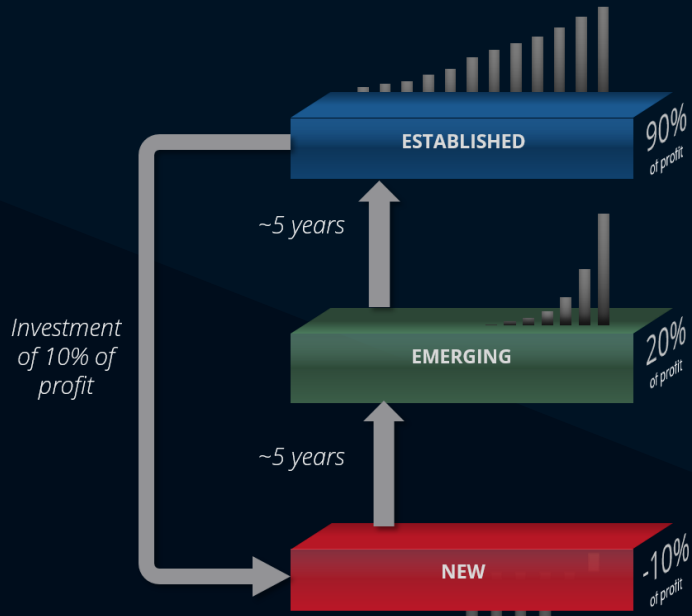 ESTABLISHED
90%
of profit
~5 years
Investment
of 10% of
profit
EMERGING
20%
of profit
~5 years
NEW
-10%
of profit